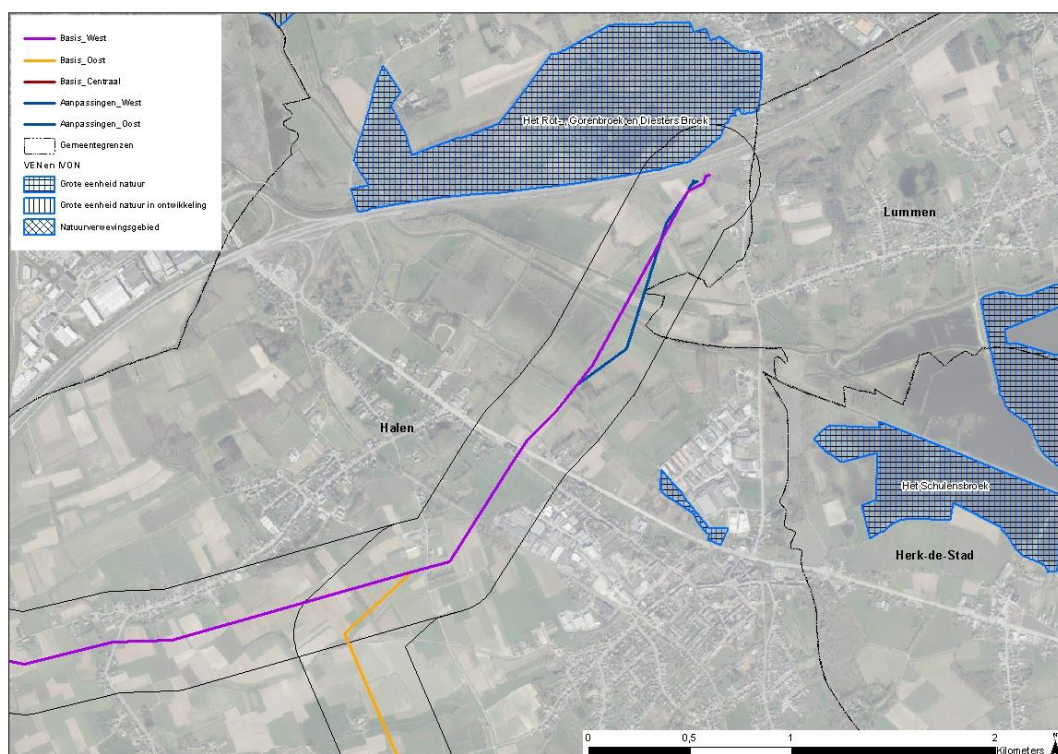 Basis_West
Basis_Oost
Basis_Centraal
Aanpassingen_West
Aanpassingen_Oost
Gemeentegrenzen
VEN en IVON
Grote eenheid natuur
Grote eenheid natuur in ontwikkeling
Natuurverwevingsgebied
Het Rot-, Gorenbroek en Diesters Broek
Lummen
Halen
Het Schulensbroek
Herk-de-Stad
0 0,5 1 2
Kilometers